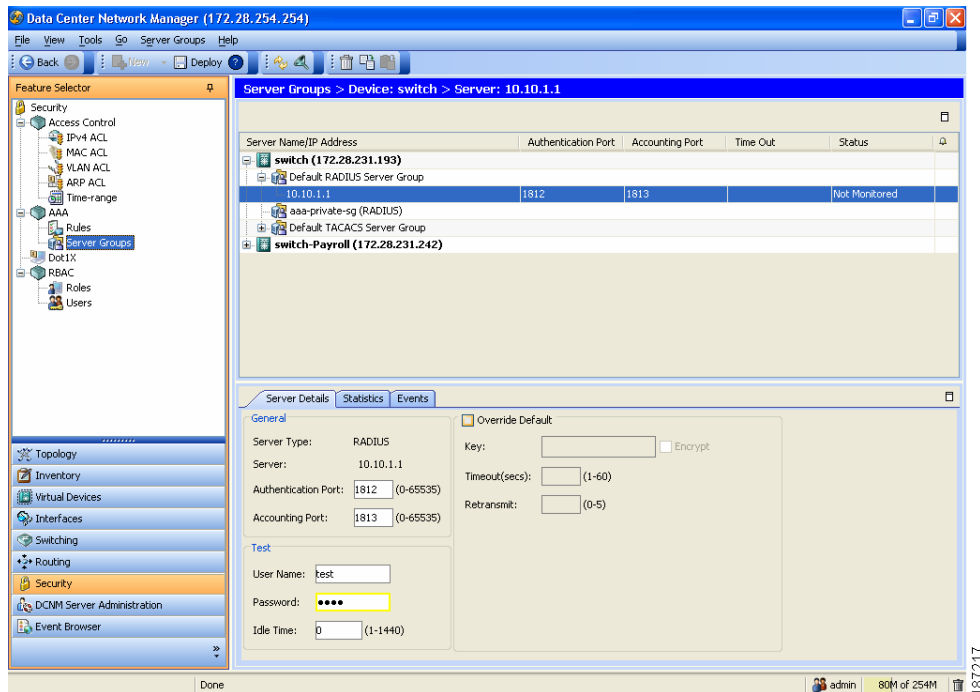 Data Center Network Manager (172.28.254.254)
File View Tools Go Server Groups Help
Back New Deploy
Feature Selector
Security
Access Control
IPv4 ACL
MAC ACL
VLAN ACL
ARP ACL
Time-range
AAA
Rules
Server Groups
Dot1X
RBAC
Roles
Users
Topology
Inventory
Virtual Devices
Interfaces
Switching
Routing
Security
DCNM Server Administration
Event Browser
Server Groups > Device: switch > Server: 10.10.1.1
Server Name/IP Address Authentication Port Accounting Port Time Out Status
switch (172.28.231.193)
Default RADIUS Server Group
10.10.1.1 1812 1813 Not Monitored
aaa-private-sg (RADIUS)
Default TACACS Server Group
switch-Payroll (172.28.231.242)
Server Details Statistics Events
General
Server Type: RADIUS
Server: 10.10.1.1
Authentication Port: 1812 (0-65535)
Accounting Port: 1813 (0-65535)
Test
User Name: test
Password: ••••
Idle Time: 0 (1-1440)
Override Default
Key: Encrypt
Timeout(secs): (1-60)
Retransmit: (0-5)
Done admin 80M of 254M